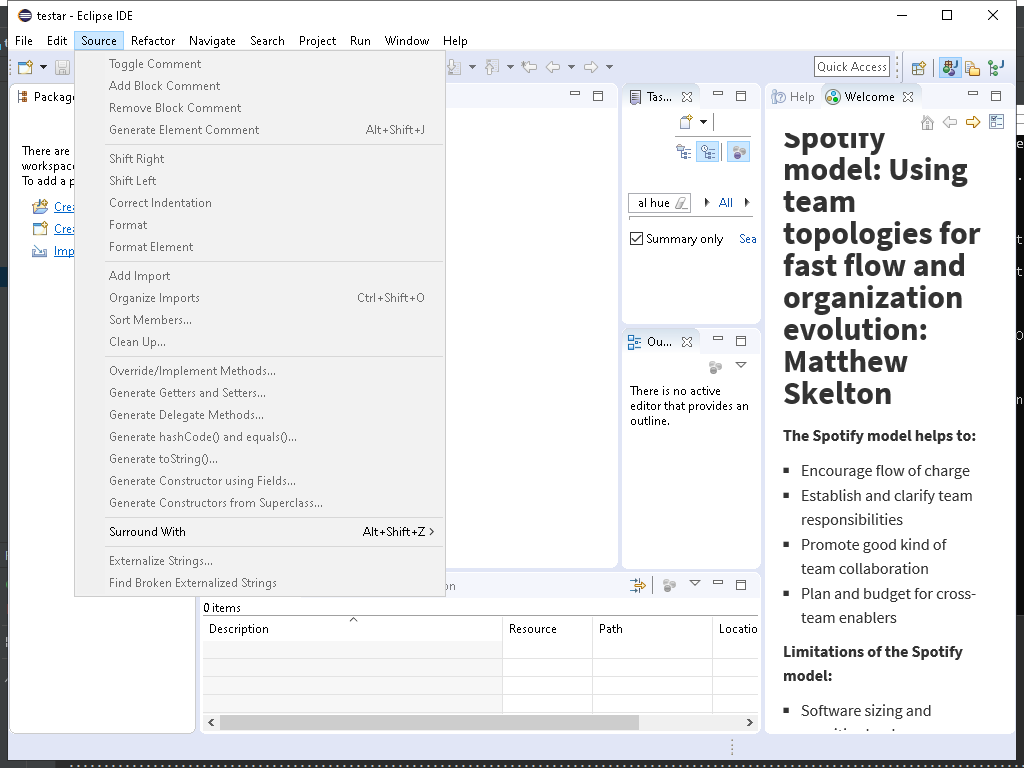 testar - Eclipse IDE
File Edit Source Refactor Navigate Search Project Run Window Help
Quick Access
Toggle Comment
Add Block Comment
Remove Block Comment
Generate Element Comment Alt+Shift+J
Shift Right
Shift Left
Correct Indentation
Format
Format Element
Add Import
Organize Imports Ctrl+Shift+O
Sort Members...
Clean Up...
Override/Implement Methods...
Generate Getters and Setters...
Generate Delegate Methods...
Generate hashCode() and equals()...
Generate toString()...
Generate Constructor using Fields...
Generate Constructors from Superclass...
Surround With Alt+Shift+Z
Externalize Strings...
Find Broken Externalized Strings
Packag
There are
workspac
To add a p
Crea
Crea
Imp
Tas...
al hue All
Summary only Sea
Ou...
There is no active
editor that provides an
outline.
on
0 items
Description Resource Path Locatio
Help Welcome
Spotify
model: Using
team
topologies for
fast flow and
organization
evolution:
Matthew
Skelton
The Spotify model helps to:
Encourage flow of charge
Establish and clarify team
responsibilities
Promote good kind of
team collaboration
Plan and budget for cross-
team enablers
Limitations of the Spotify
model:
Software sizing and